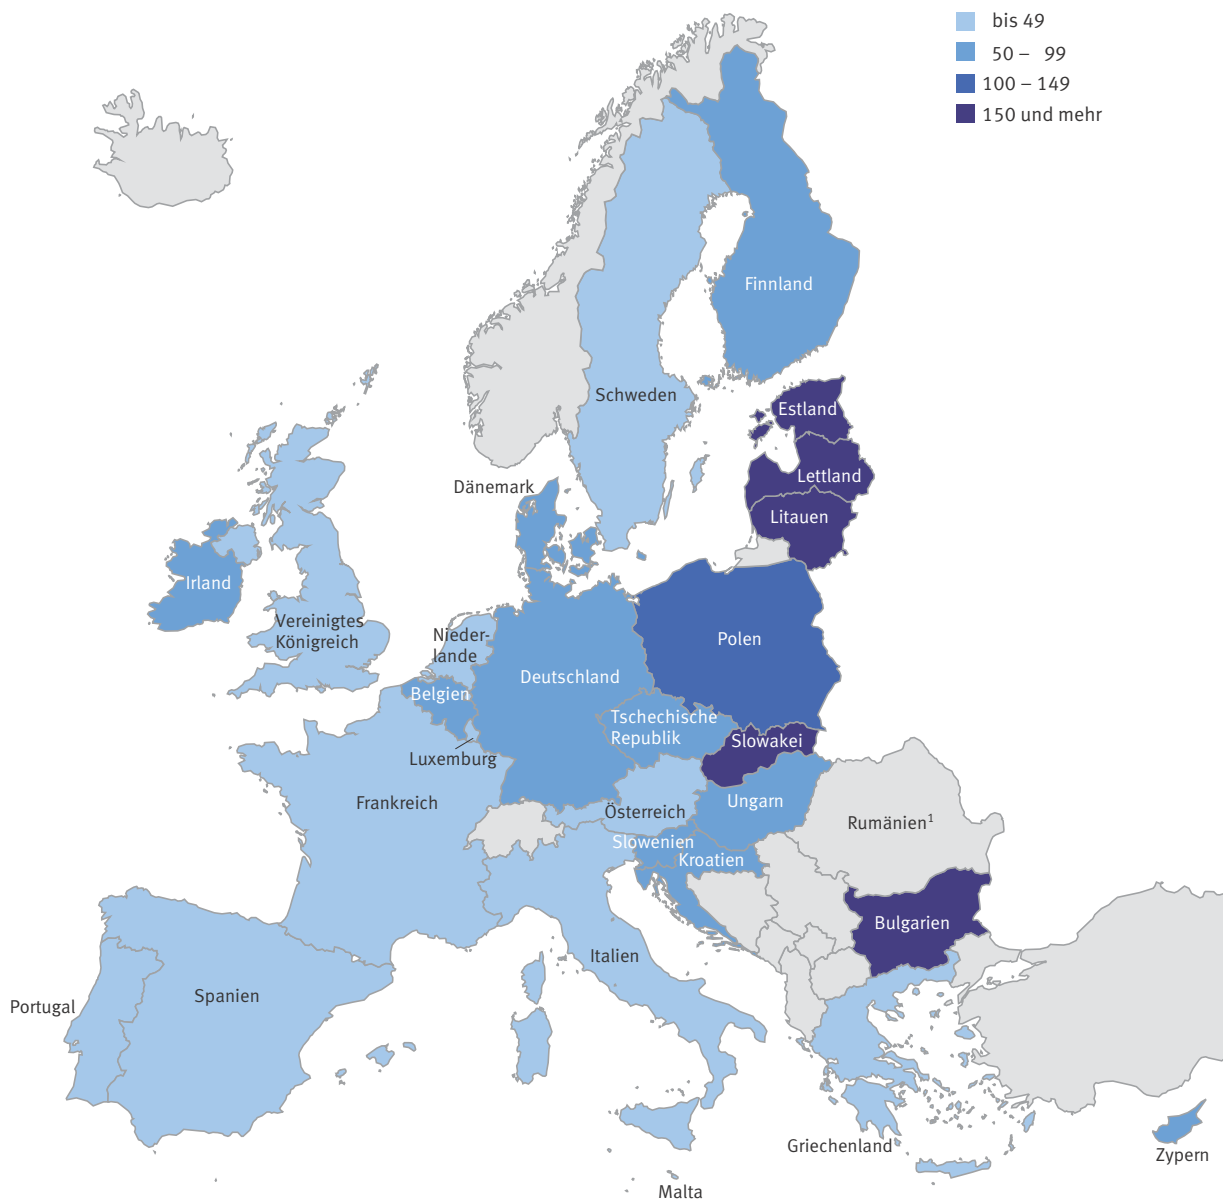 bis 49
50 – 99
100 – 149
150 und mehr
Finnland
Schweden
Estland
Lettland
Litauen
Dänemark
Irland
Vereinigtes
Königreich
Nieder-
lande
Polen
Deutschland
Belgien
Tschechische
Republik
Slowakei
Luxemburg
Frankreich
Österreich
Ungarn
Rumänien¹
Slowenien
Kroatien
Bulgarien
Italien
Spanien
Portugal
Griechenland
Zypern
Malta